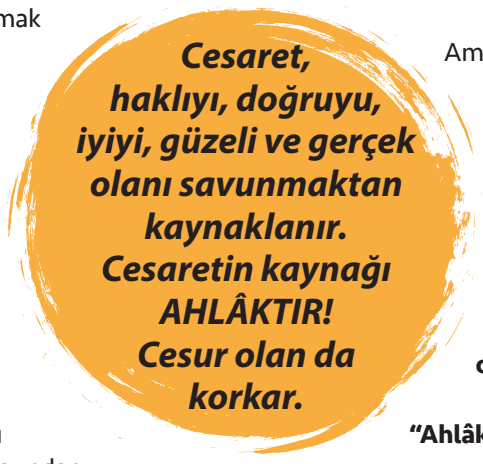 mak
Am
Cesaret,
haklıyı, doğruyu,
iyiyi, güzeli ve gerçek
olanı savunmaktan
kaynaklanır.
Cesaretin kaynağı
AHLÂKTIR!
Cesur olan da
korkar.
"Ahlâk